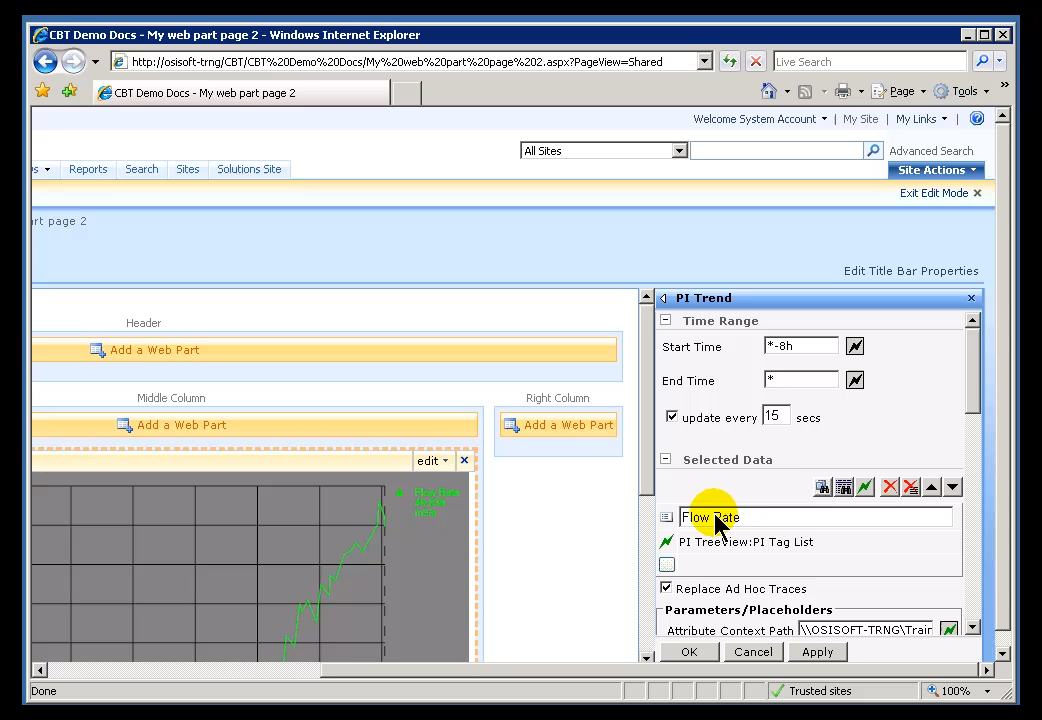 CBT Demo Docs - My web part page 2 - Windows Internet Explorer
http://osisoft-trng/CBT/CBT%20Demo%20Docs/My%20web%20part%20page%202.aspx?PageView=Shared
Live Search
CBT Demo Docs - My web part page 2
Page
Tools
Welcome System Account
My Site
My Links
All Sites
Advanced Search
s
Reports
Search
Sites
Solutions Site
Site Actions
Exit Edit Mode
rt page 2
Edit Title Bar Properties
PI Trend
Time Range
Header
Start Time *-8h
Add a Web Part
End Time *
Middle Column
Right Column
update every 15 secs
Add a Web Part
Add a Web Part
Selected Data
edit
Flow Rate
PI TreeView:PI Tag List
Replace Ad Hoc Traces
Parameters/Placeholders
Attribute Context Path \\OSISOFT-TRNG\Train
OK Cancel Apply
Done
Trusted sites
100%